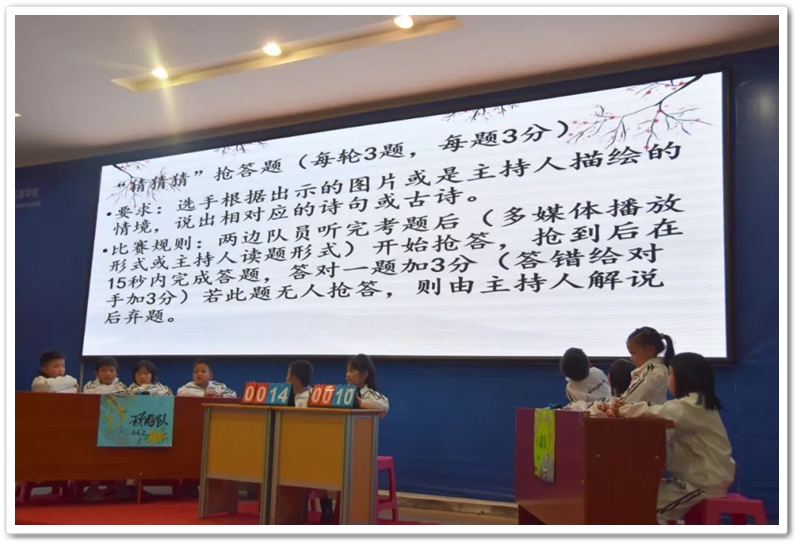 “猜猜猜”抢答题（每轮3题，每题3分）
•要求：选手根据出示的图片或是主持人描绘的
情境，说出相对应的诗句或古诗。
•比赛规则：两边队员听完考题后（多媒体播放
形式或主持人读题形式）开始抢答，抢到后在
15秒内完成答题，答对一题加3分（答错给对
手加3分）若此题无人抢答，则由主持人解说
后弃题。
0014
0010